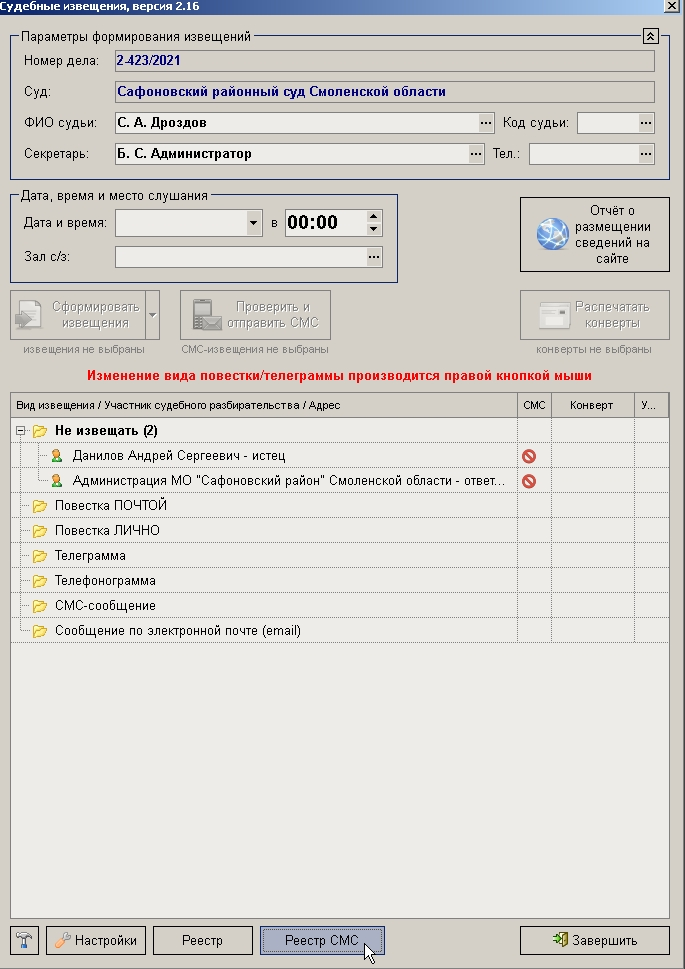 Судебные извещения, версия 2.16
Параметры формирования извещений
Номер дела: 2-423/2021
Суд: Сафоновский районный суд Смоленской области
ФИО судьи: С. А. Дроздов ... Код судьи: ...
Секретарь: Б. С. Администратор ... Тел.: ...
Дата, время и место слушания
Дата и время: в 00:00
Зал с/з: ...
Отчёт о
размещении
сведений на
сайте
Сформировать
извещения
извещения не выбраны
Проверить и
отправить СМС
СМС-извещения не выбраны
Распечатать
конверты
конверты не выбраны
Изменение вида повестки/телеграммы производится правой кнопкой мыши
Вид извещения / Участник судебного разбирательства / Адрес СМС Конверт У...
Не извещать (2)
Данилов Андрей Сергеевич - истец
Администрация МО "Сафоновский район" Смоленской области - ответ...
Повестка ПОЧТОЙ
Повестка ЛИЧНО
Телеграмма
Телефонограмма
СМС-сообщение
Сообщение по электронной почте (email)
Настройки Реестр Реестр СМС Завершить